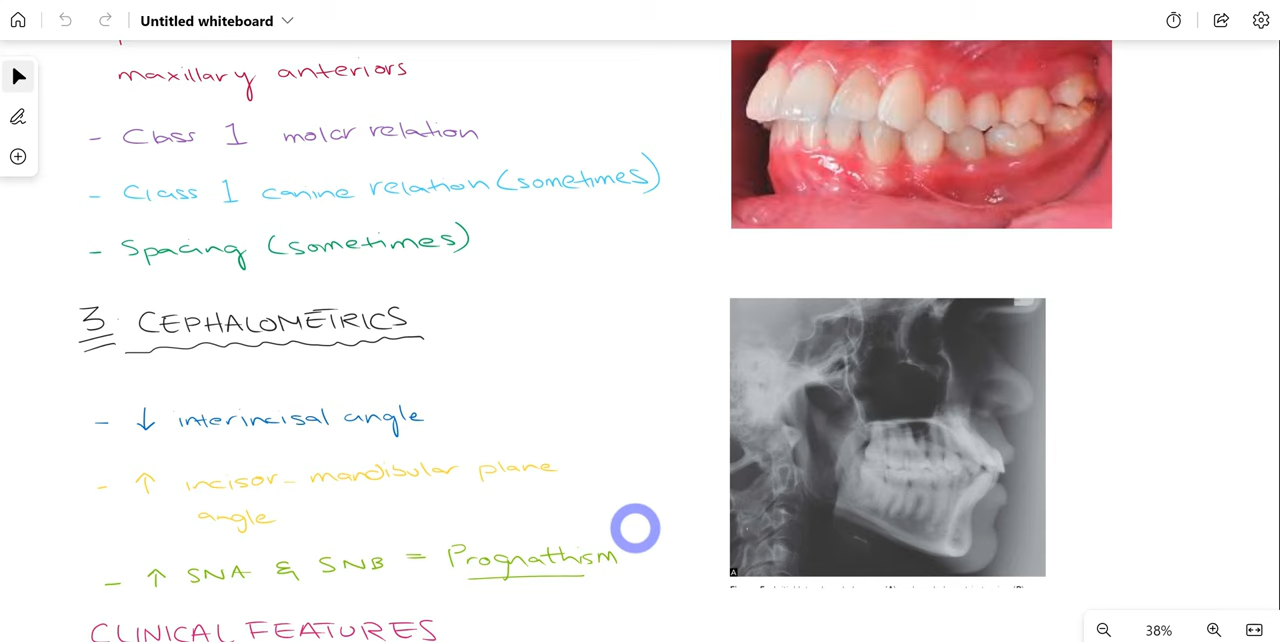 Untitled whiteboard
maxillary anteriors
- Class 1 molar relation
- Class 1 canine relation (sometimes)
- Spacing (sometimes)
3. CEPHALOMETRICS
- ↓ interincisal angle
- ↑ incisor-mandibular plane
angle
- ↑ SNA & SNB = Prognathism
A
CLINICAL FEATURES
38%